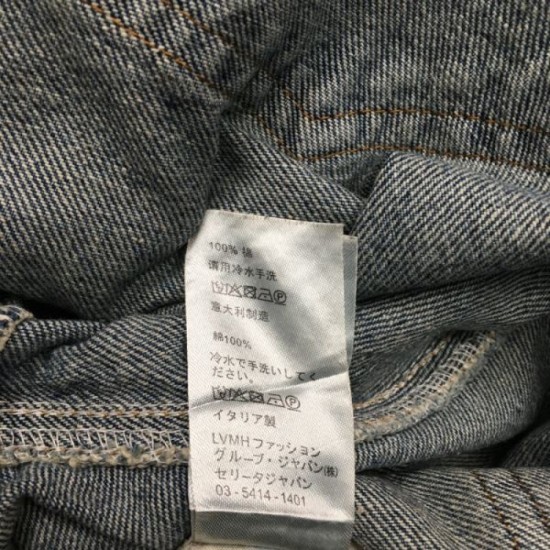 100% 棉
請用冷水手洗
意大利制造
綿100%
冷水で手洗いしてく
ださい。
イタリア製
LVMHファッション
グループ・ジャパン(株)
セリーヌジャパン
03-5414-1401